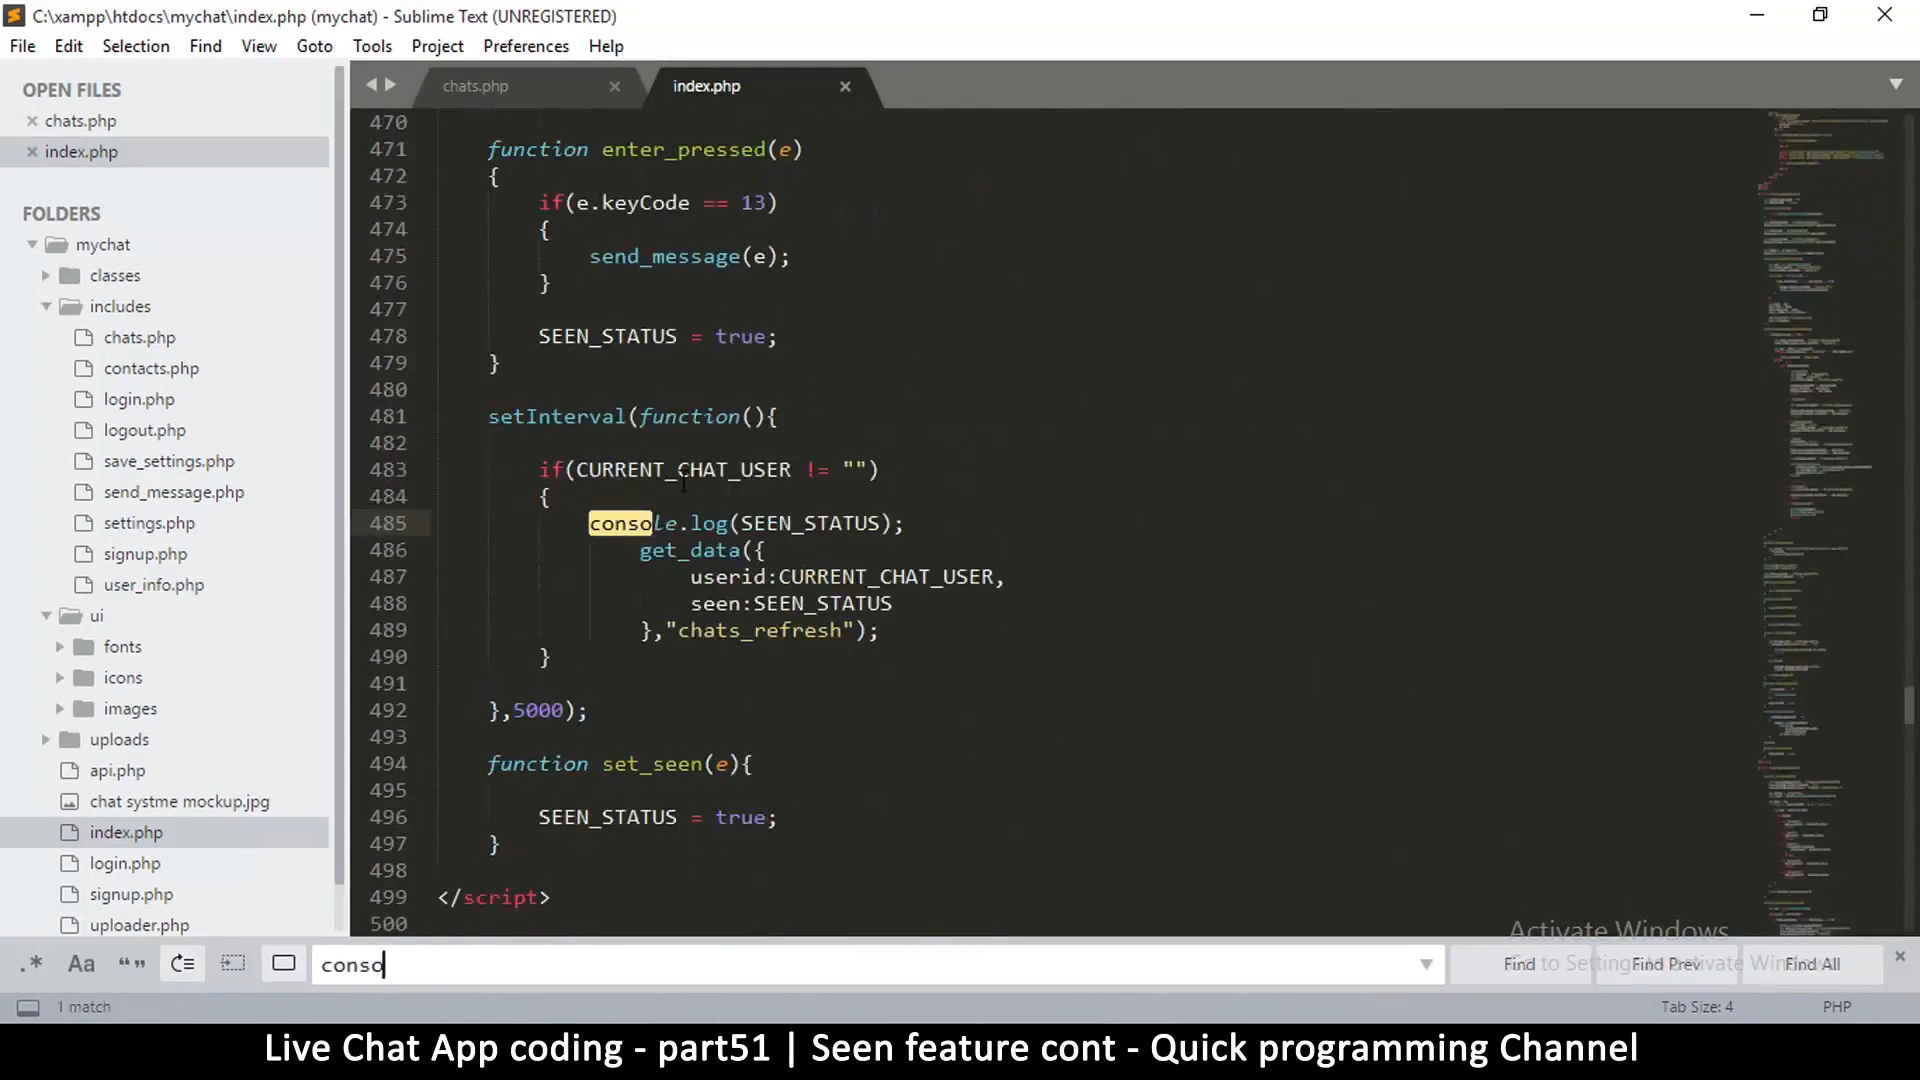 C:\xampp\htdocs\mychat\index.php (mychat) - Sublime Text (UNREGISTERED)
File Edit Selection Find View Goto Tools Project Preferences Help
OPEN FILES
chats.php
index.php
FOLDERS
mychat
classes
includes
chats.php
contacts.php
login.php
logout.php
save_settings.php
send_message.php
settings.php
signup.php
user_info.php
ui
fonts
icons
images
uploads
api.php
chat systme mockup.jpg
index.php
login.php
signup.php
uploader.php
chats.php index.php
470
471 function enter_pressed(e)
472 {
473 if(e.keyCode == 13)
474 {
475 send_message(e);
476 }
477
478 SEEN_STATUS = true;
479 }
480
481 setInterval(function(){
482
483 if(CURRENT_CHAT_USER != "")
484 {
485 console.log(SEEN_STATUS);
486 get_data({
487 userid:CURRENT_CHAT_USER,
488 seen:SEEN_STATUS
489 },"chats_refresh");
490 }
491
492 },5000);
493
494 function set_seen(e){
495
496 SEEN_STATUS = true;
497 }
498
499 </script>
500
Activate Windows
Go to Settings to activate Windows.
.* Aa “” conso Find Find Prev Find All
1 match Tab Size: 4 PHP
Live Chat App coding - part51 | Seen feature cont - Quick programming Channel